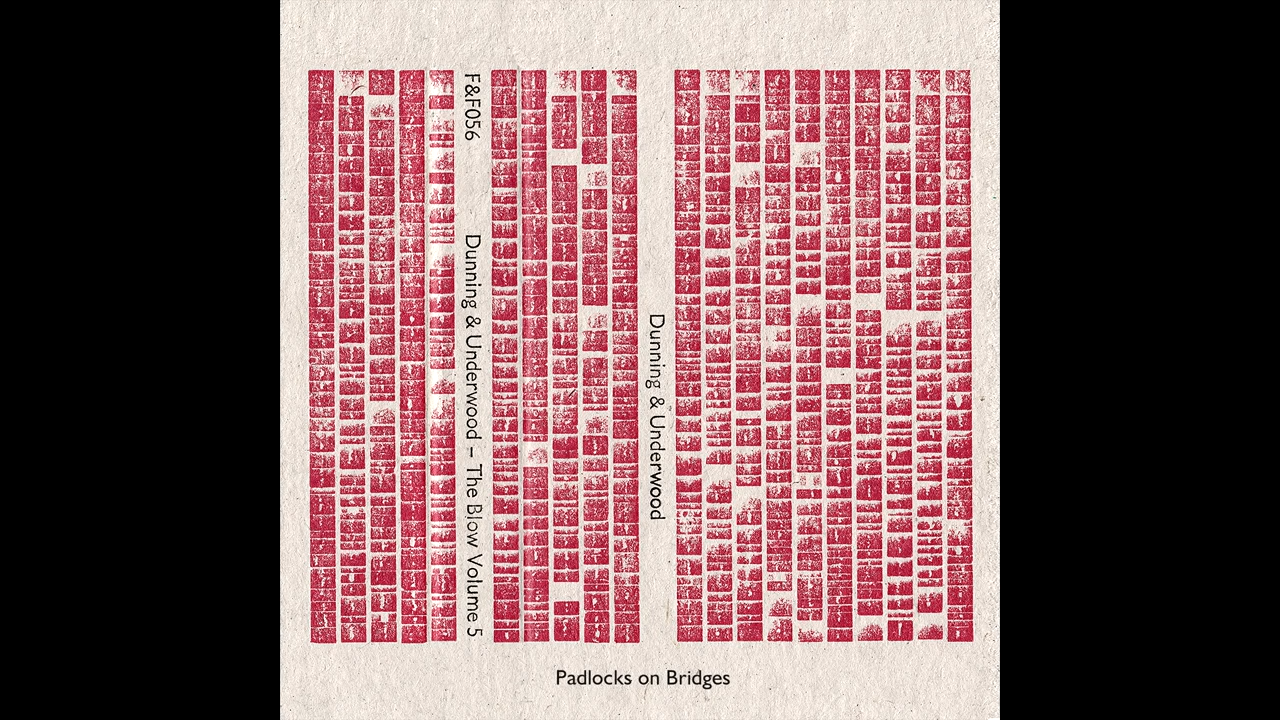 F&F056
Dunning & Underwood – The Blow Volume 5
Dunning & Underwood
Padlocks on Bridges